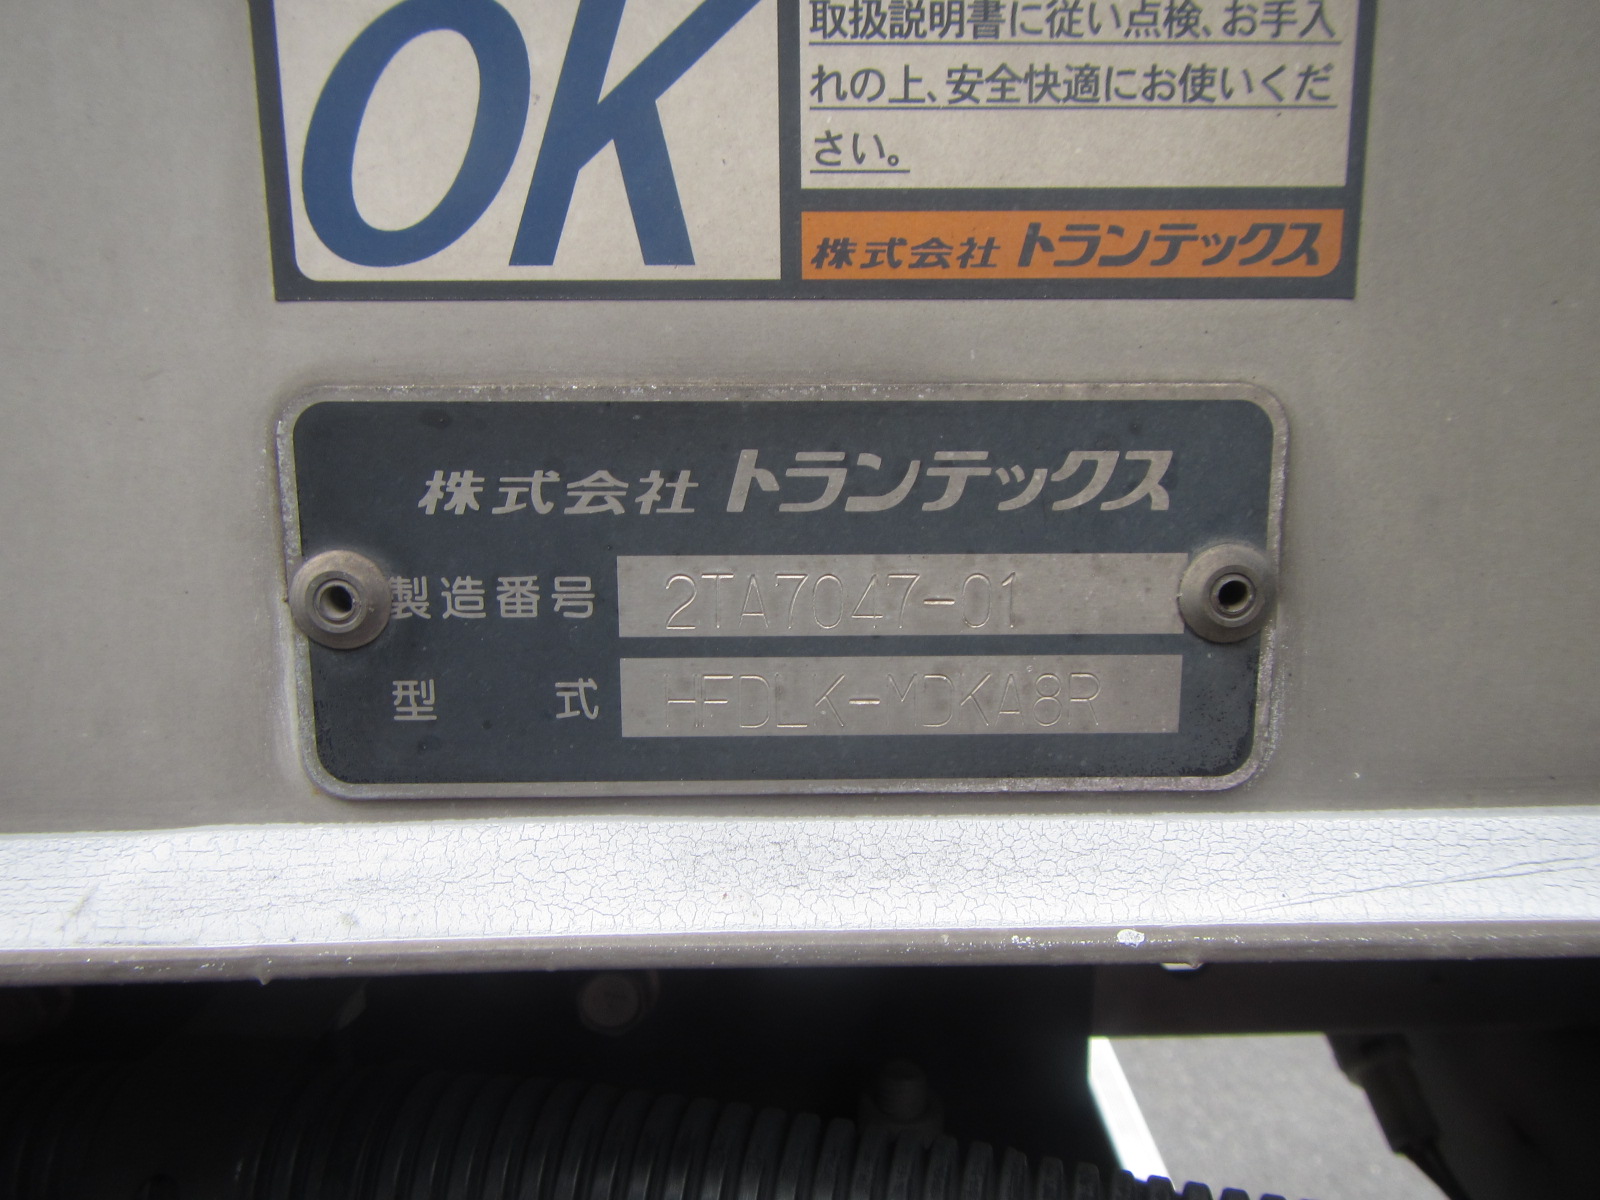 OK
取扱説明書に従い点検、お手入
れの上、安全快適にお使いくだ
さい。
株式会社 トランテックス
株式会社 トランテックス
製造番号 2TA7047-01
型式 HFDLK-MDKA8R